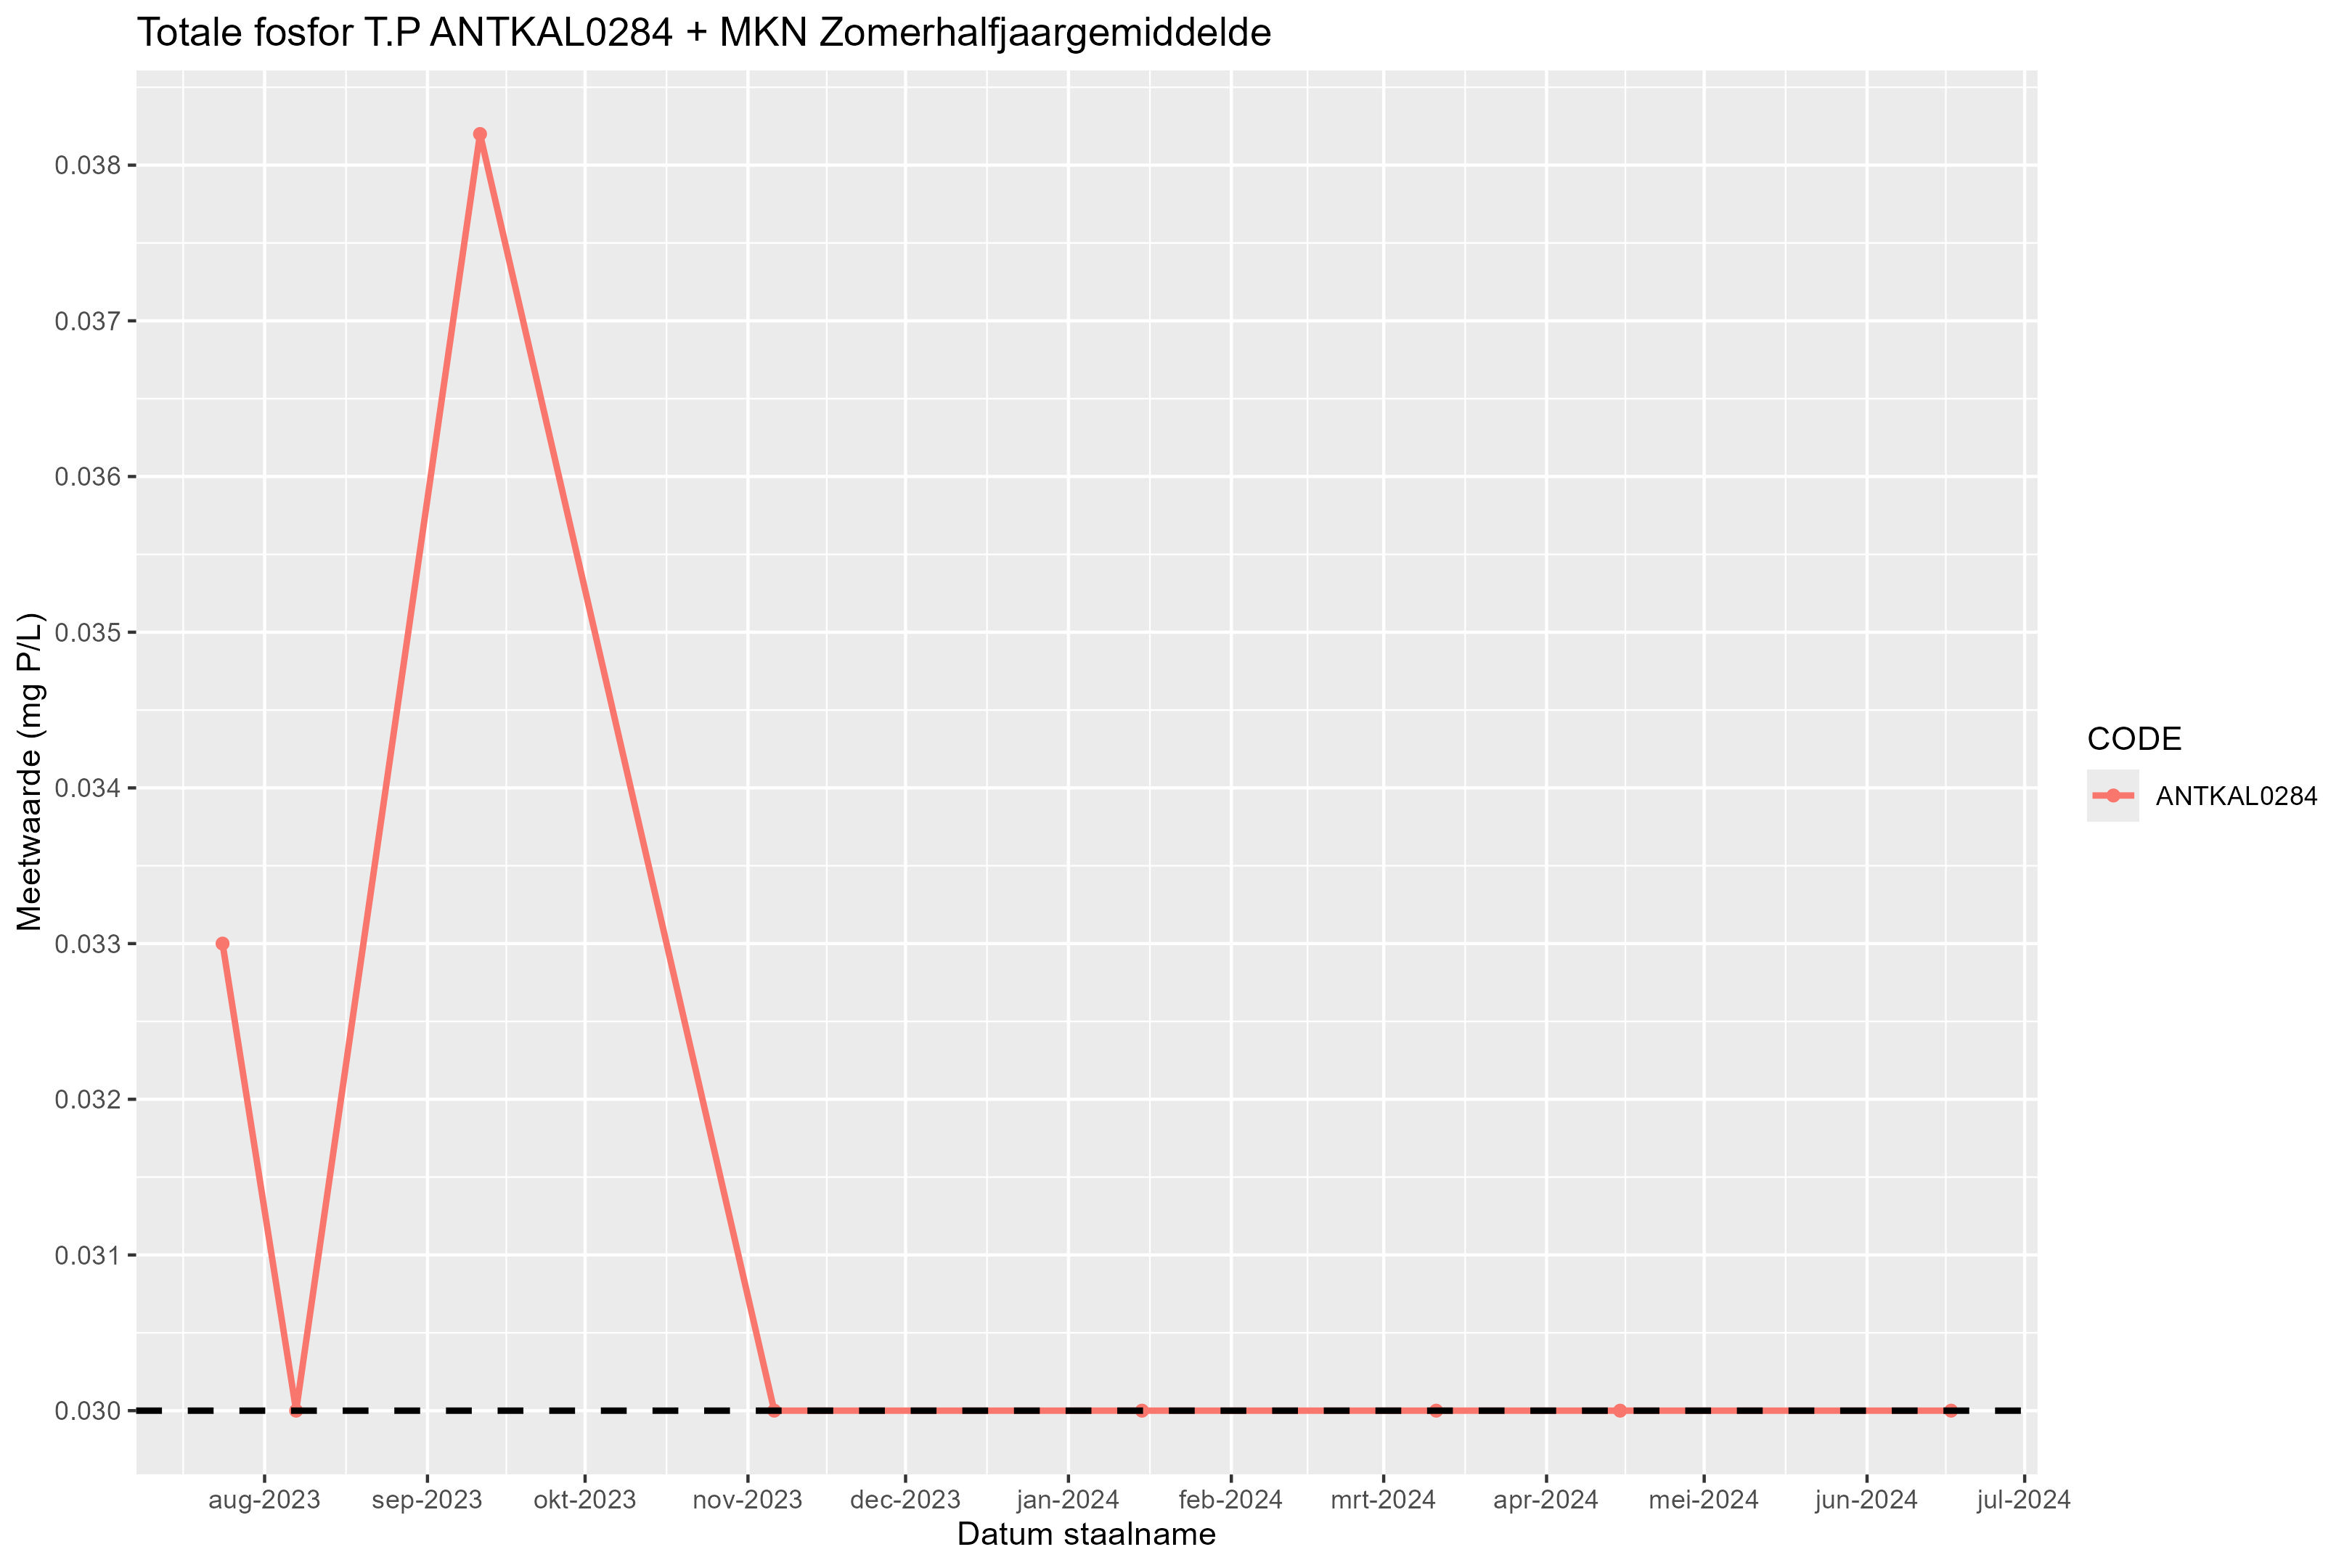 Totale fosfor T.P ANTKAL0284 + MKN Zomerhalfjaargemiddelde
Meetwaarde (mg P/L)
0.038
0.037
0.036
0.035
0.034
0.033
0.032
0.031
0.030
aug-2023 sep-2023 okt-2023 nov-2023 dec-2023 jan-2024 feb-2024 mrt-2024 apr-2024 mei-2024 jun-2024 jul-2024
Datum staalname
CODE
ANTKAL0284